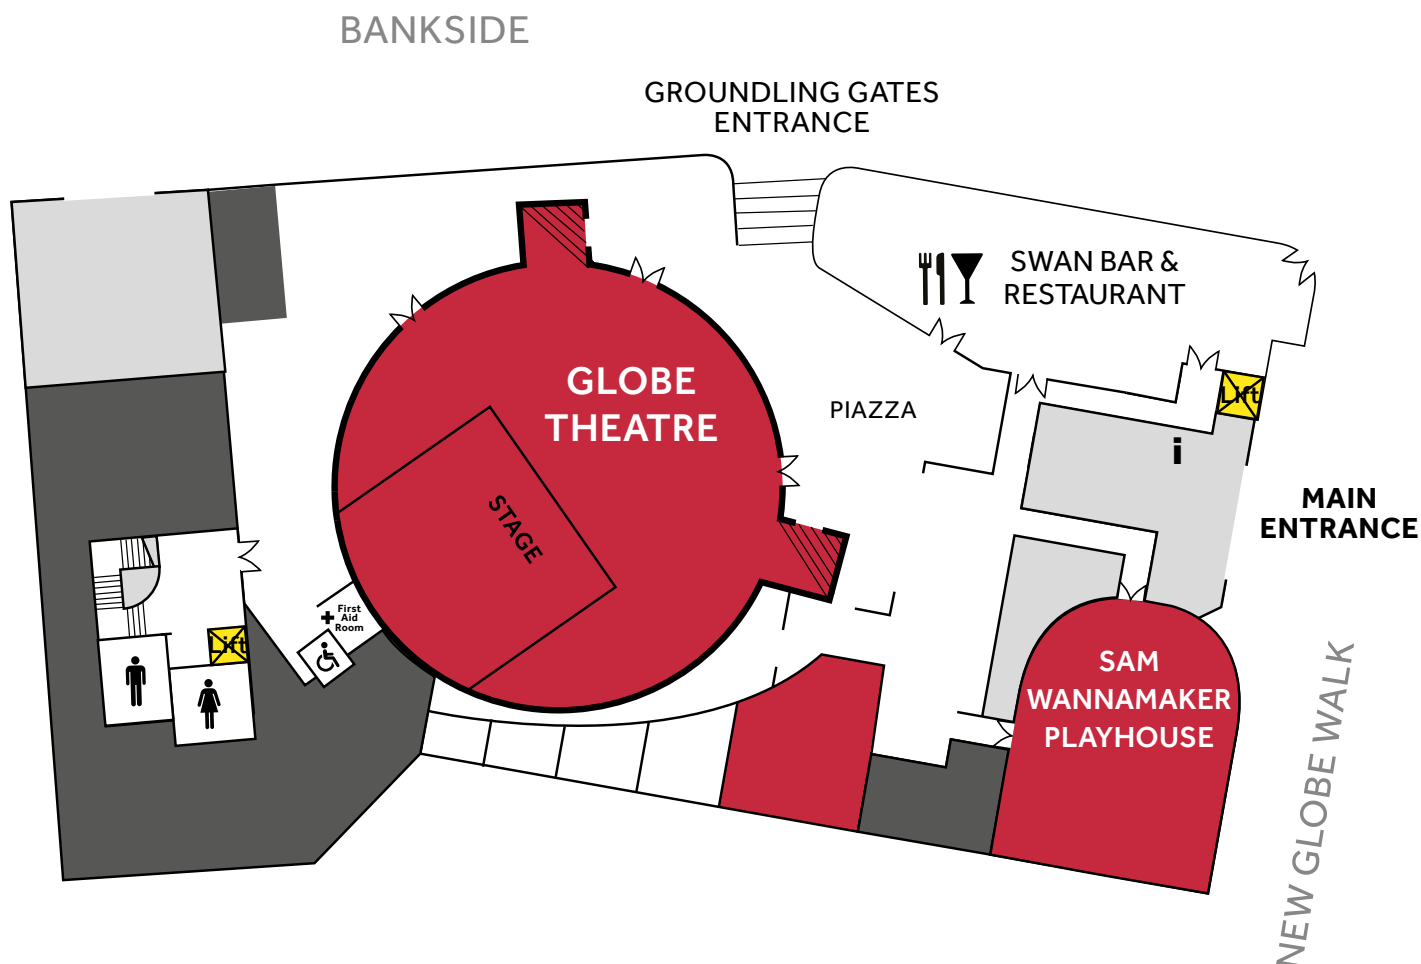 BANKSIDE
GROUNDLING GATES
ENTRANCE
SWAN BAR &
RESTAURANT
GLOBE
THEATRE
PIAZZA
Lift
i
STAGE
MAIN
ENTRANCE
First
Aid
Room
Lift
SAM
WANNAMAKER
PLAYHOUSE
NEW GLOBE WALK